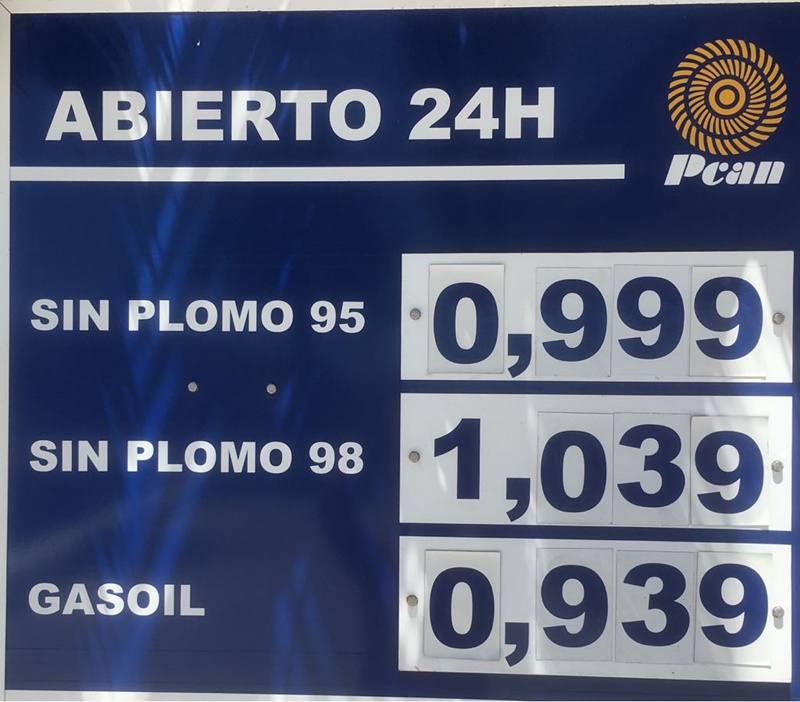 ABIERTO 24H
Pcan
SIN PLOMO 95 0,999
SIN PLOMO 98 1,039
GASOIL 0,939